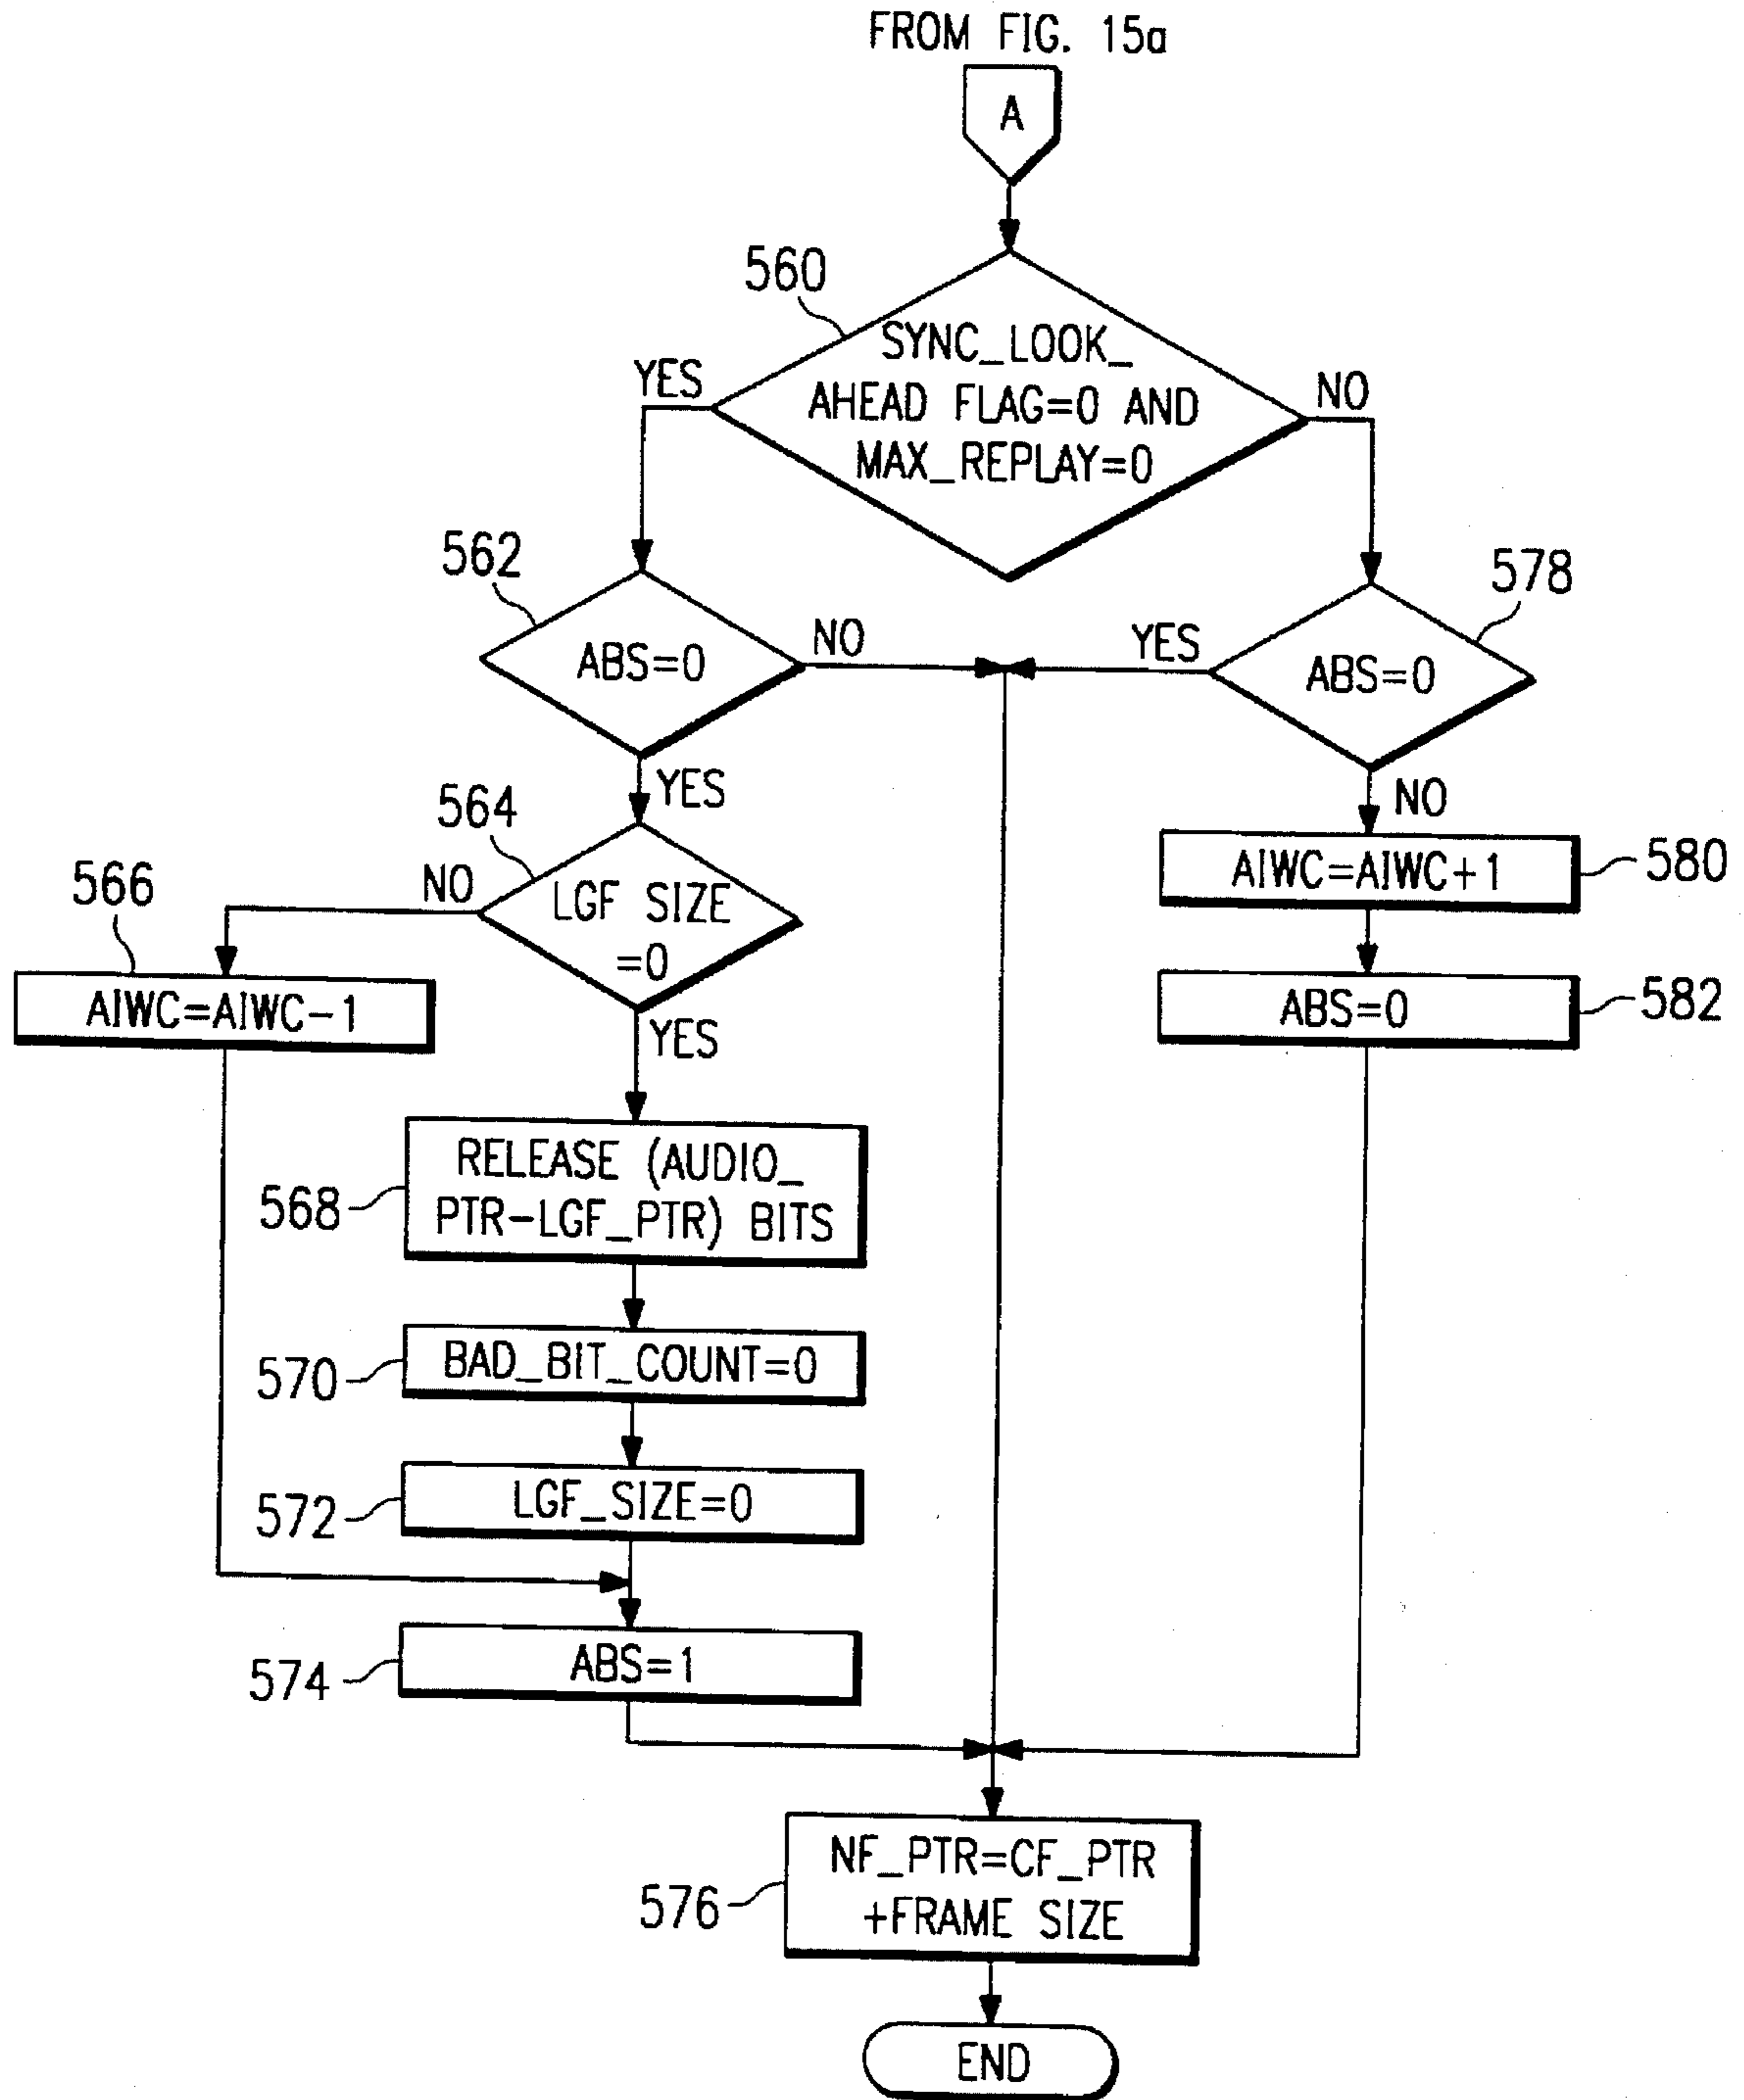 FROM FIG. 15a
A
560
SYNC_LOOK_
AHEAD FLAG=0 AND
MAX_REPLAY=0
YES
NO
562
ABS=0
NO
YES
578
ABS=0
YES
NO
564
LGF SIZE
=0
NO
YES
580
AIWC=AIWC+1
566
AIWC=AIWC-1
582
ABS=0
568
RELEASE (AUDIO_
PTR-LGF_PTR) BITS
570
BAD_BIT_COUNT=0
572
LGF_SIZE=0
574
ABS=1
576
NF_PTR=CF_PTR
+FRAME SIZE
END